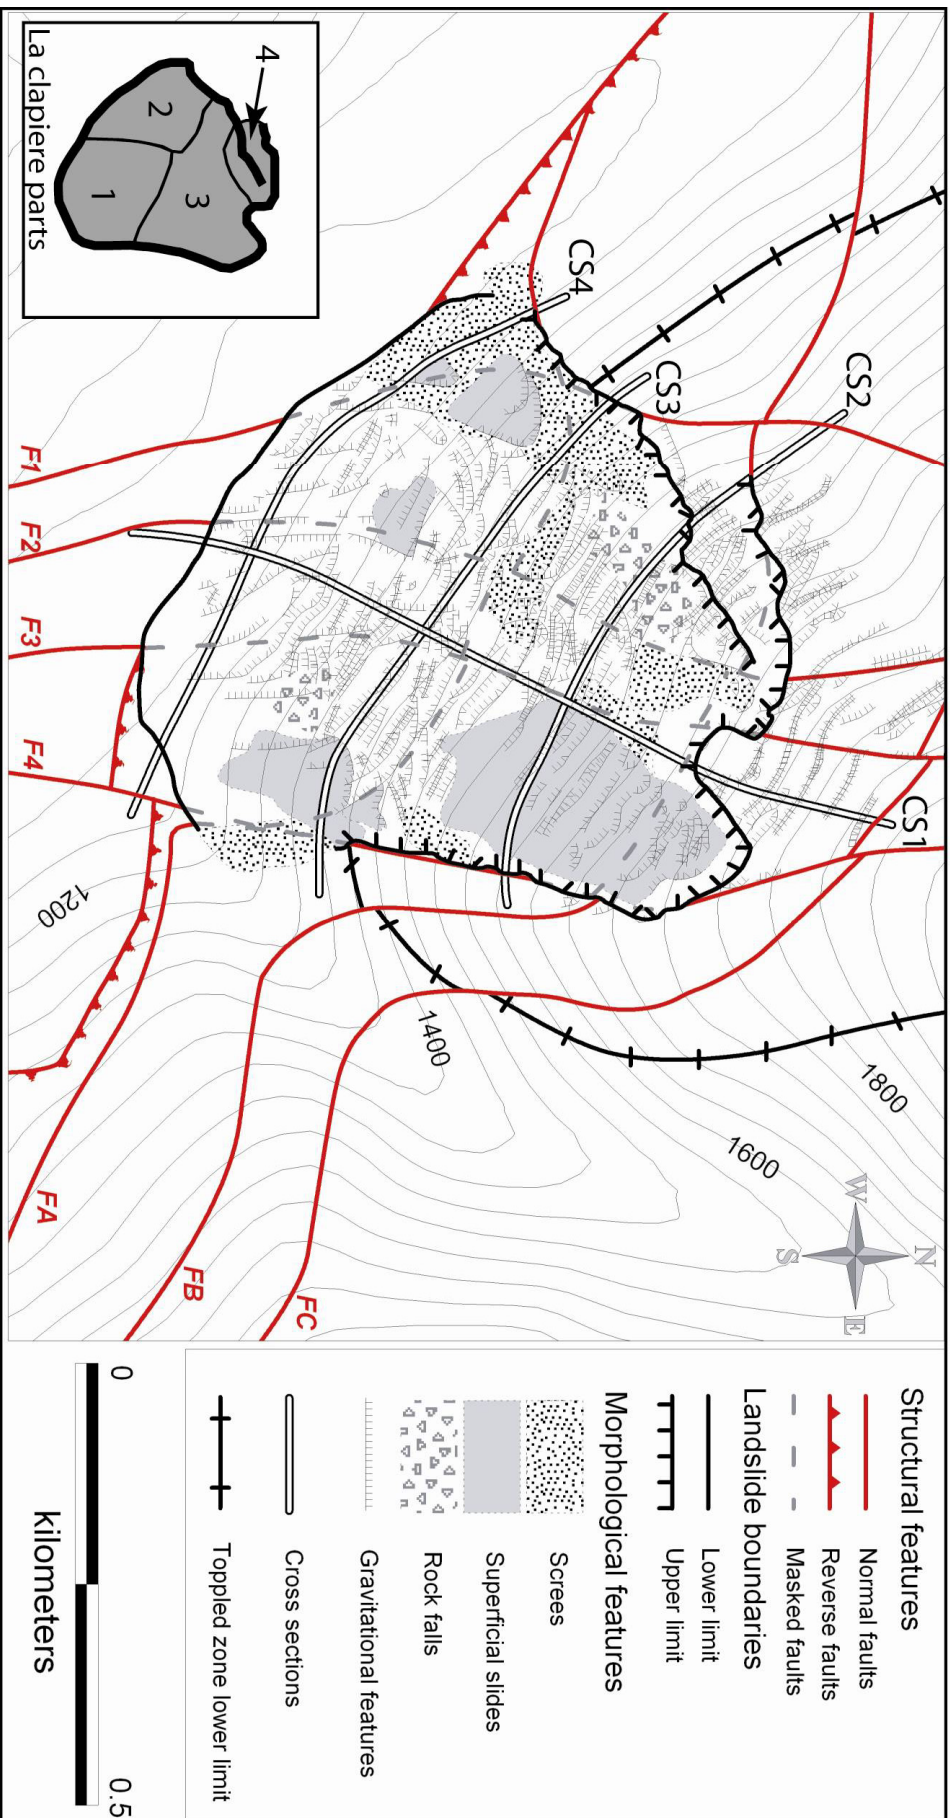 4
2
3
1
La clapiere parts
CS4
CS3
CS2
CS1
F1
F2
F3
F4
FA
FB
FC
1200
1400
1600
1800
N
W
E
S
Structural features
Normal faults
Reverse faults
Masked faults
Landslide boundaries
Lower limit
Upper limit
Morphological features
Screes
Superficial slides
Rock falls
Gravitational features
Cross sections
Toppled zone lower limit
0 0.5
kilometers